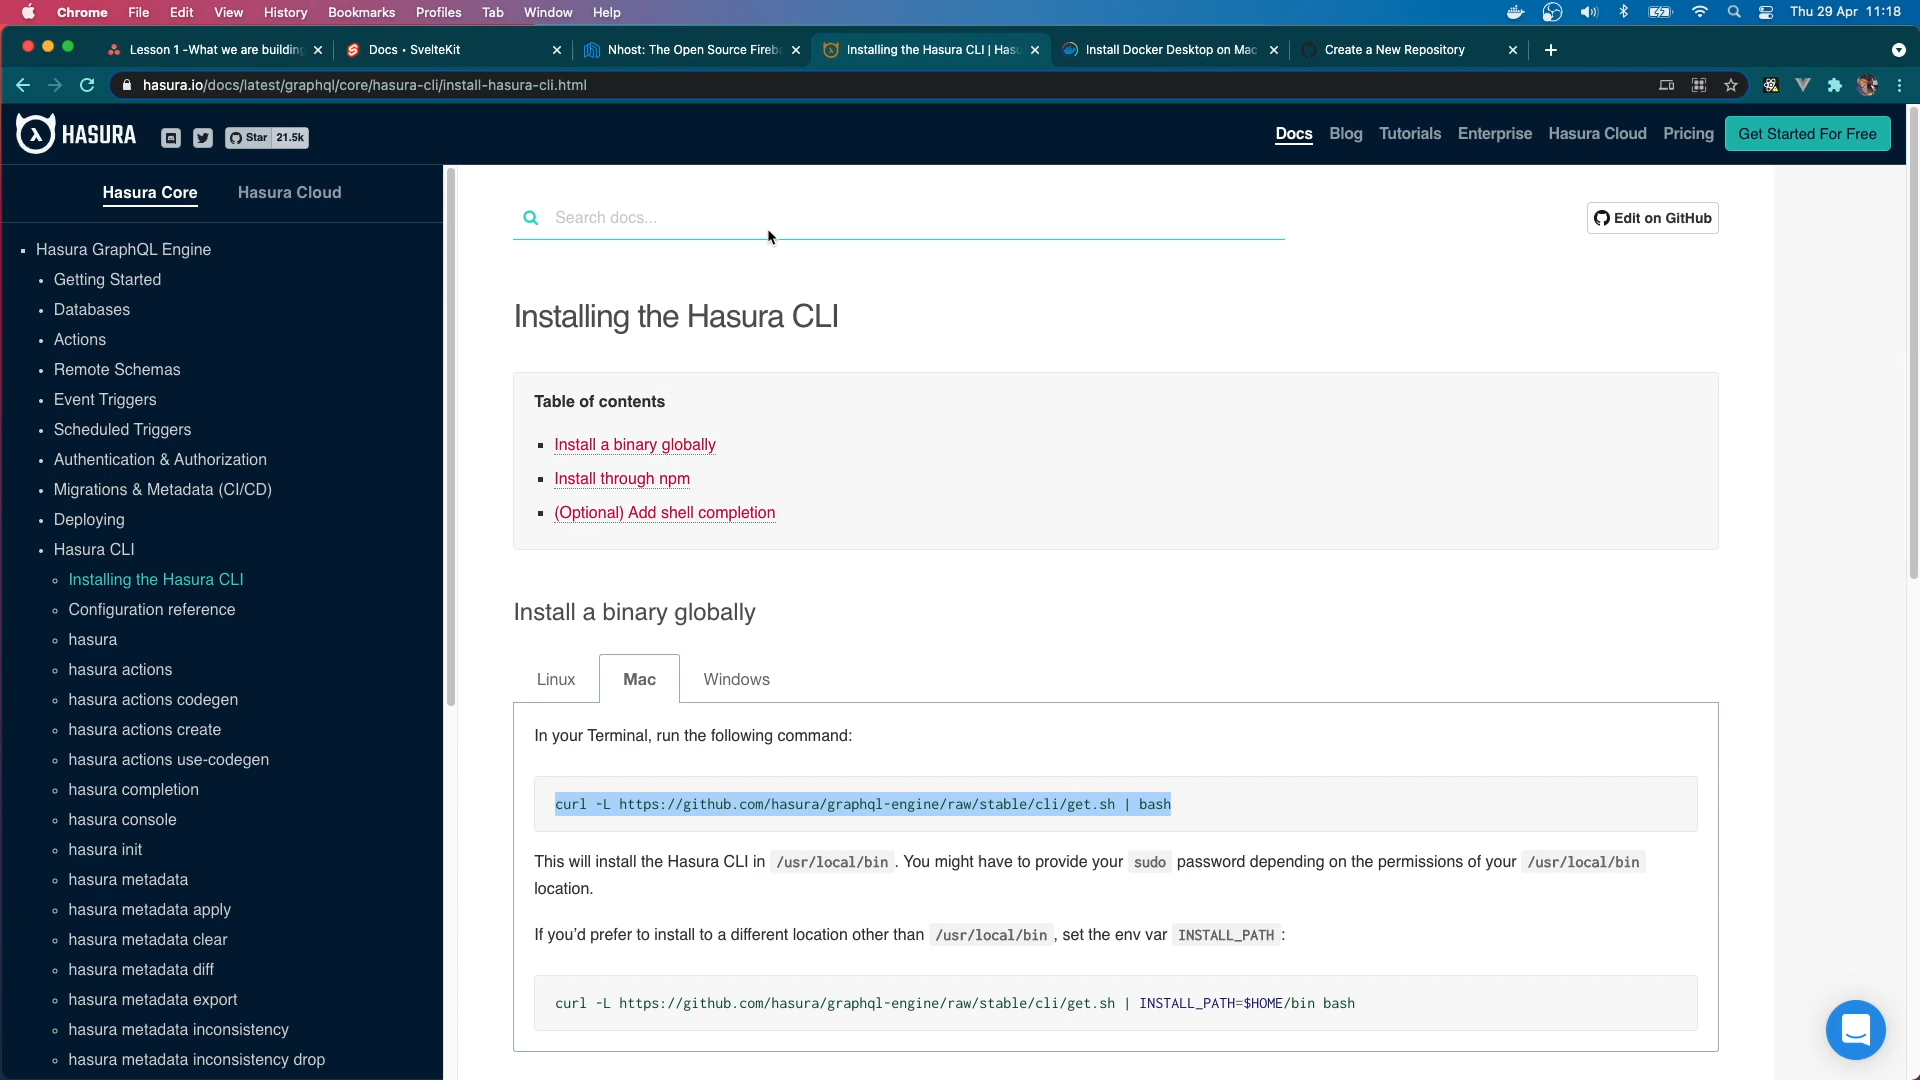 Chrome File Edit View History Bookmarks Profiles Tab Window Help Thu 29 Apr 11:18
Lesson 1 -What we are building Docs • SvelteKit Nhost: The Open Source Fireba Installing the Hasura CLI | Hasu Install Docker Desktop on Mac Create a New Repository
hasura.io/docs/latest/graphql/core/hasura-cli/install-hasura-cli.html
HASURA Star 21.5k Docs Blog Tutorials Enterprise Hasura Cloud Pricing Get Started For Free
Hasura Core Hasura Cloud
Hasura GraphQL Engine
Getting Started
Databases
Actions
Remote Schemas
Event Triggers
Scheduled Triggers
Authentication & Authorization
Migrations & Metadata (CI/CD)
Deploying
Hasura CLI
Installing the Hasura CLI
Configuration reference
hasura
hasura actions
hasura actions codegen
hasura actions create
hasura actions use-codegen
hasura completion
hasura console
hasura init
hasura metadata
hasura metadata apply
hasura metadata clear
hasura metadata diff
hasura metadata export
hasura metadata inconsistency
hasura metadata inconsistency drop
Search docs...
Edit on GitHub
Installing the Hasura CLI
Table of contents
Install a binary globally
Install through npm
(Optional) Add shell completion
Install a binary globally
Linux Mac Windows
In your Terminal, run the following command:
curl -L https://github.com/hasura/graphql-engine/raw/stable/cli/get.sh | bash
This will install the Hasura CLI in /usr/local/bin . You might have to provide your sudo password depending on the permissions of your /usr/local/bin
location.
If you’d prefer to install to a different location other than /usr/local/bin , set the env var INSTALL_PATH :
curl -L https://github.com/hasura/graphql-engine/raw/stable/cli/get.sh | INSTALL_PATH=$HOME/bin bash